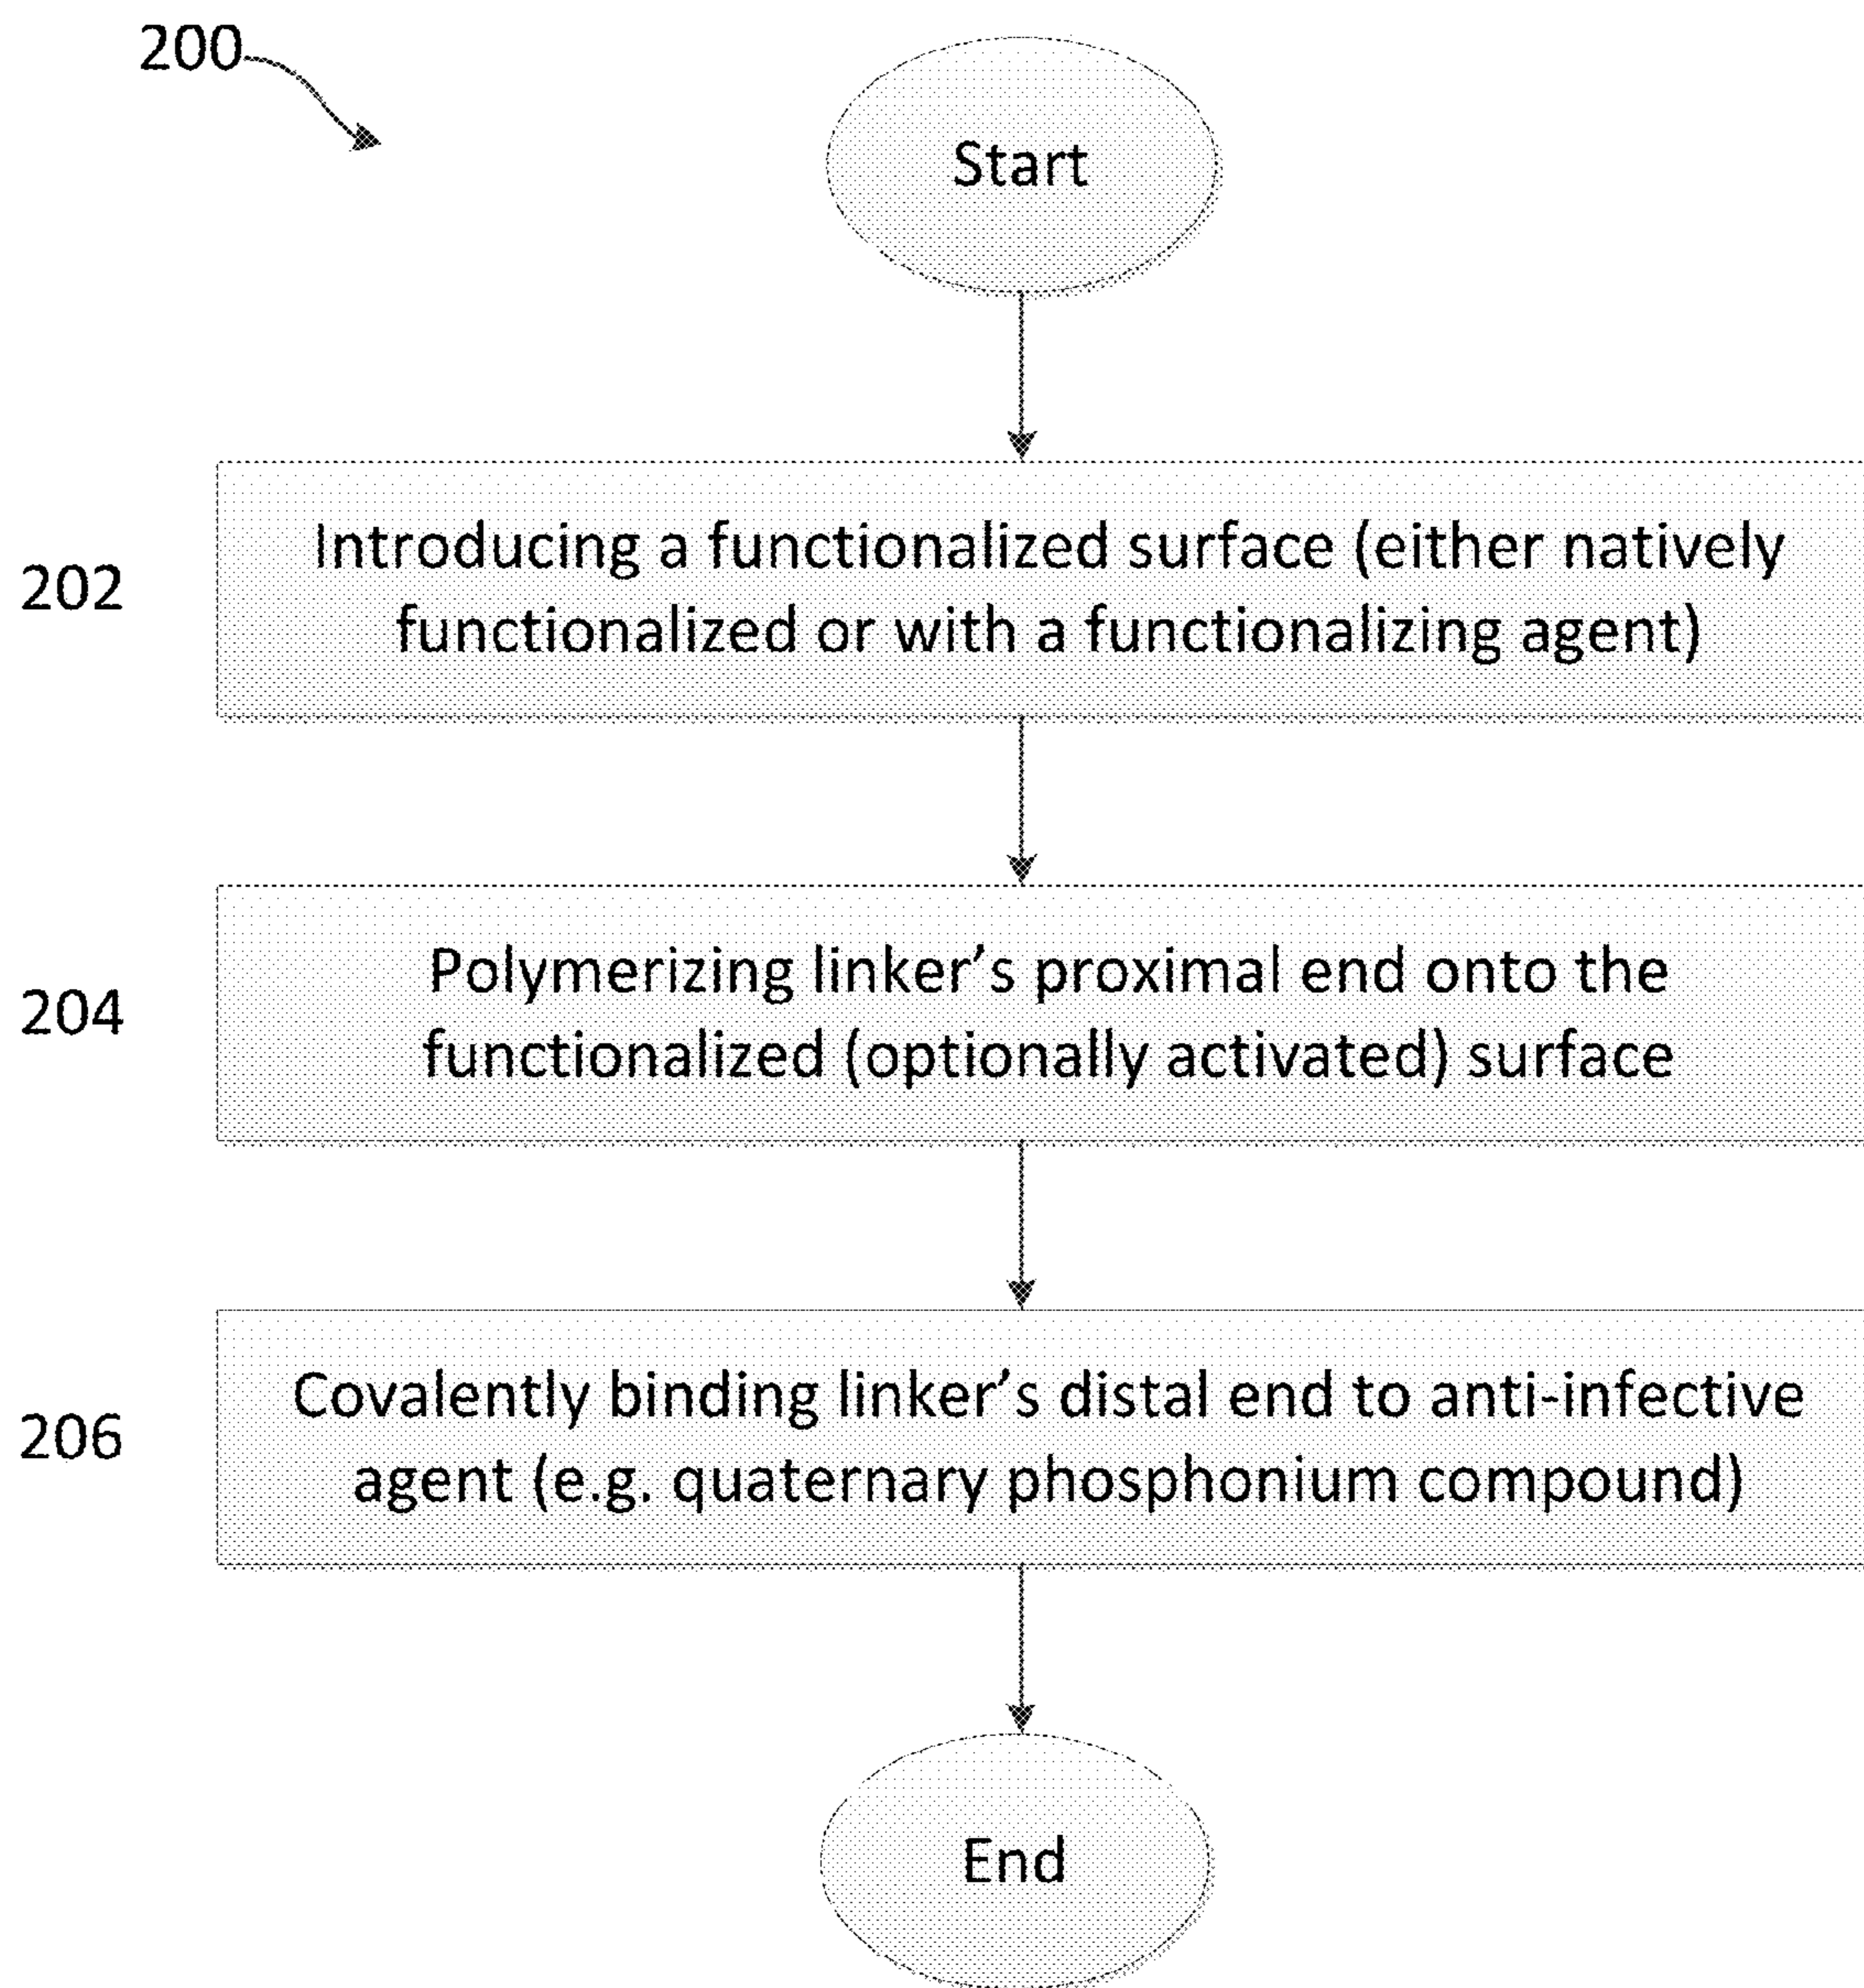 200
Start
202
Introducing a functionalized surface (either natively
functionalized or with a functionalizing agent)
204
Polymerizing linker’s proximal end onto the
functionalized (optionally activated) surface
206
Covalently binding linker’s distal end to anti-infective
agent (e.g. quaternary phosphonium compound)
End